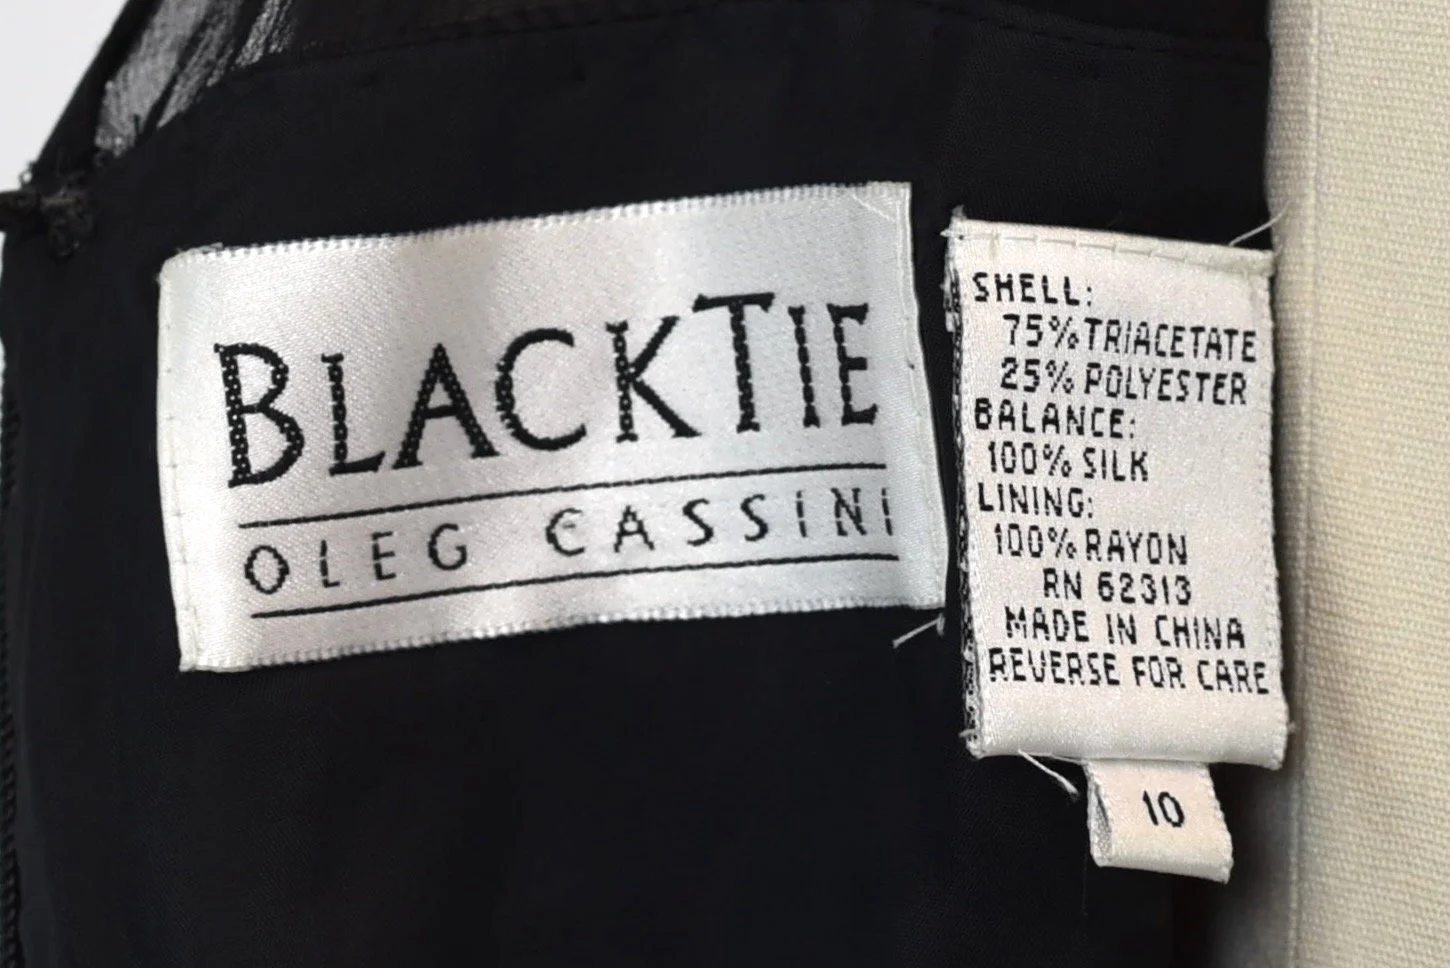 BLACKTIE
OLEG CASSINI
SHELL:
75% TRIACETATE
25% POLYESTER
BALANCE:
100% SILK
LINING:
100% RAYON
RN 62313
MADE IN CHINA
REVERSE FOR CARE
10